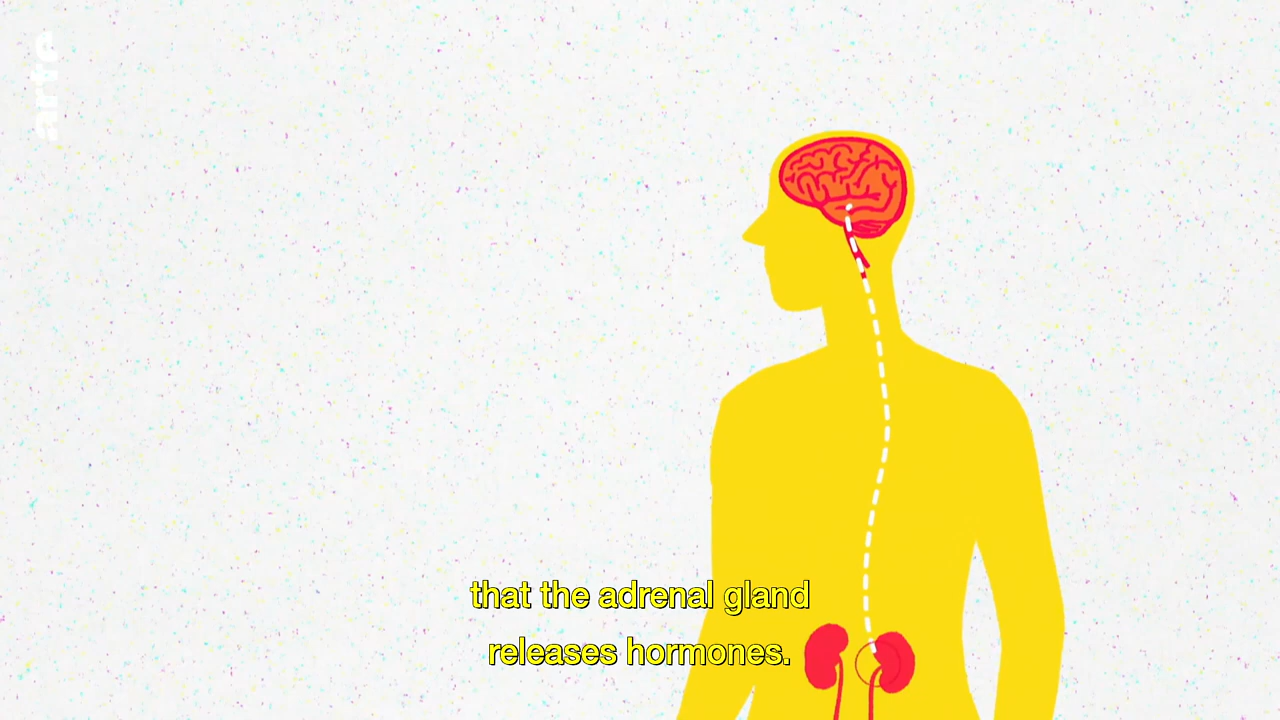 arte
that the adrenal gland
releases hormones.